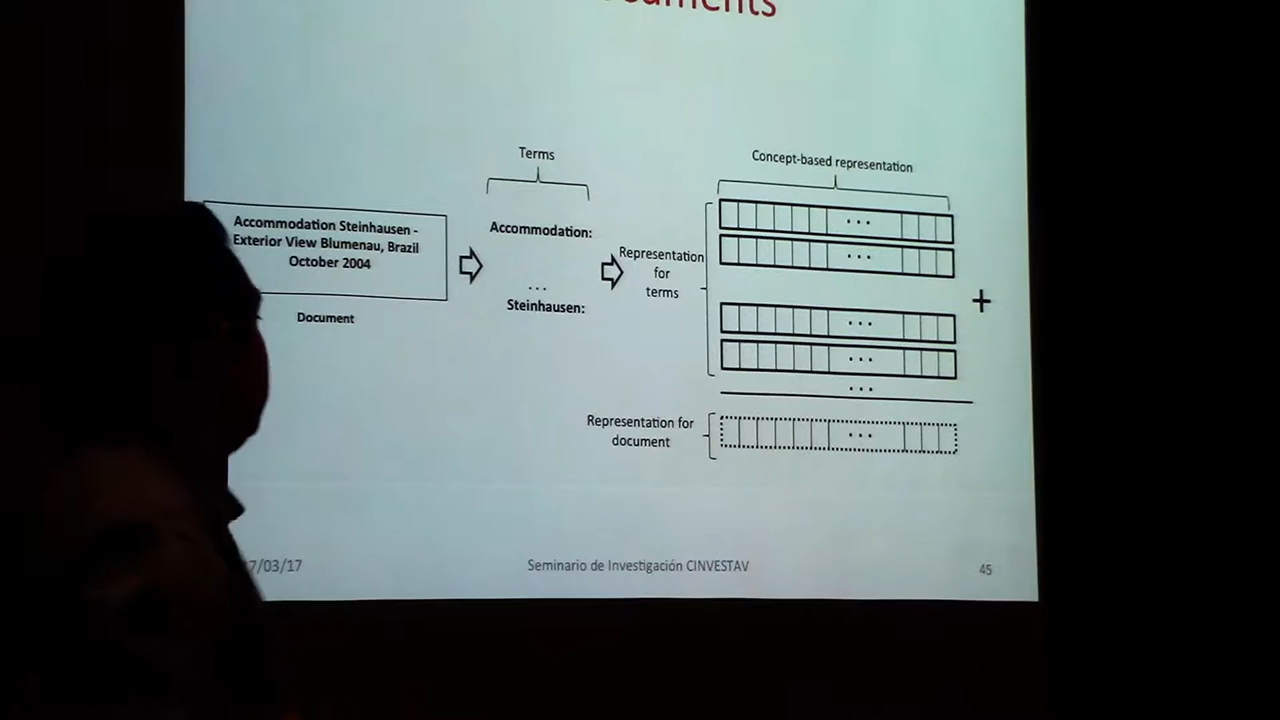 Terms
Concept-based representation
Accommodation Steinhausen -
Exterior View Blumenau, Brazil
October 2004
Document
Accommodation:
...
Steinhausen:
Representation
for
terms
...
...
+
...
...
...
Representation for
document
...
7/03/17
Seminario de Investigación CINVESTAV
45